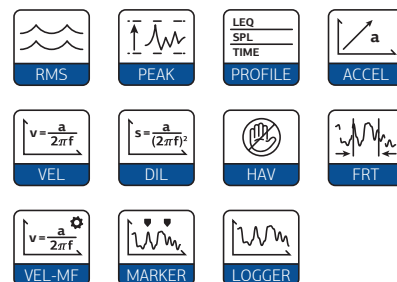 RMS
PEAK
LEQ
SPL
TIME
PROFILE
a
ACCEL
v = a / 2πf
VEL
s = a / (2πf)²
DIL
HAV
FRT
v = a / 2πf
VEL-MF
MARKER
LOGGER